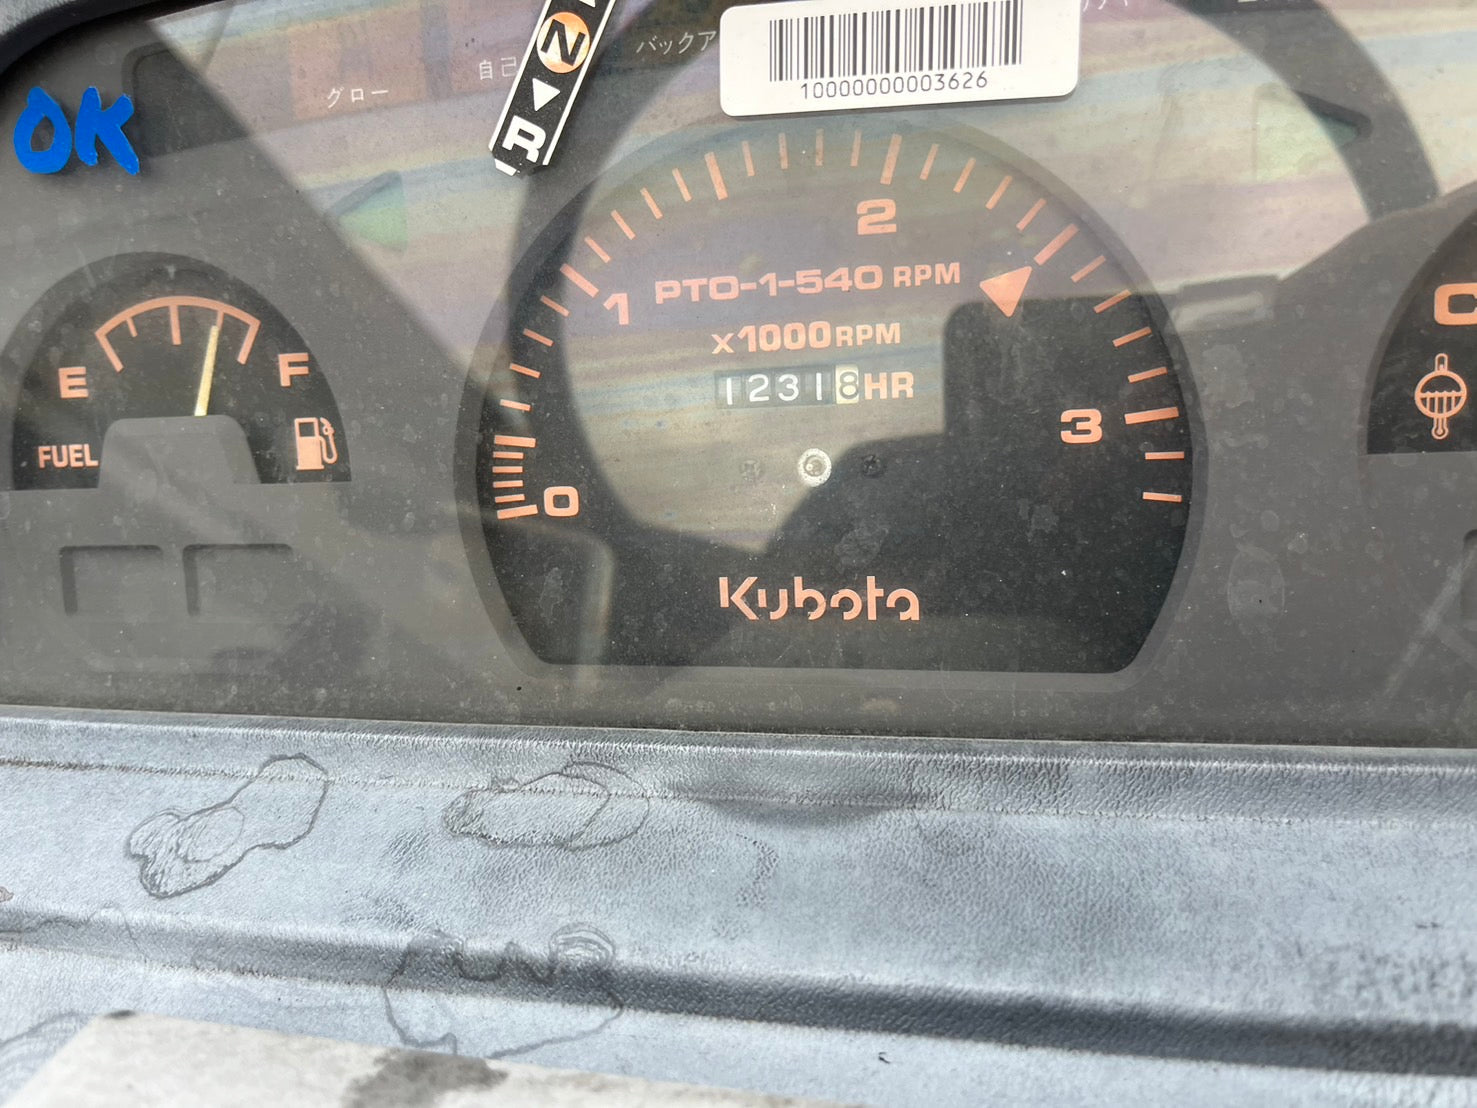 OK
グロー
自己
バックア
N
R
10000000003626
E
F
FUEL
0
1
2
3
PTO-1-540 RPM
x1000RPM
12318HR
Kubota